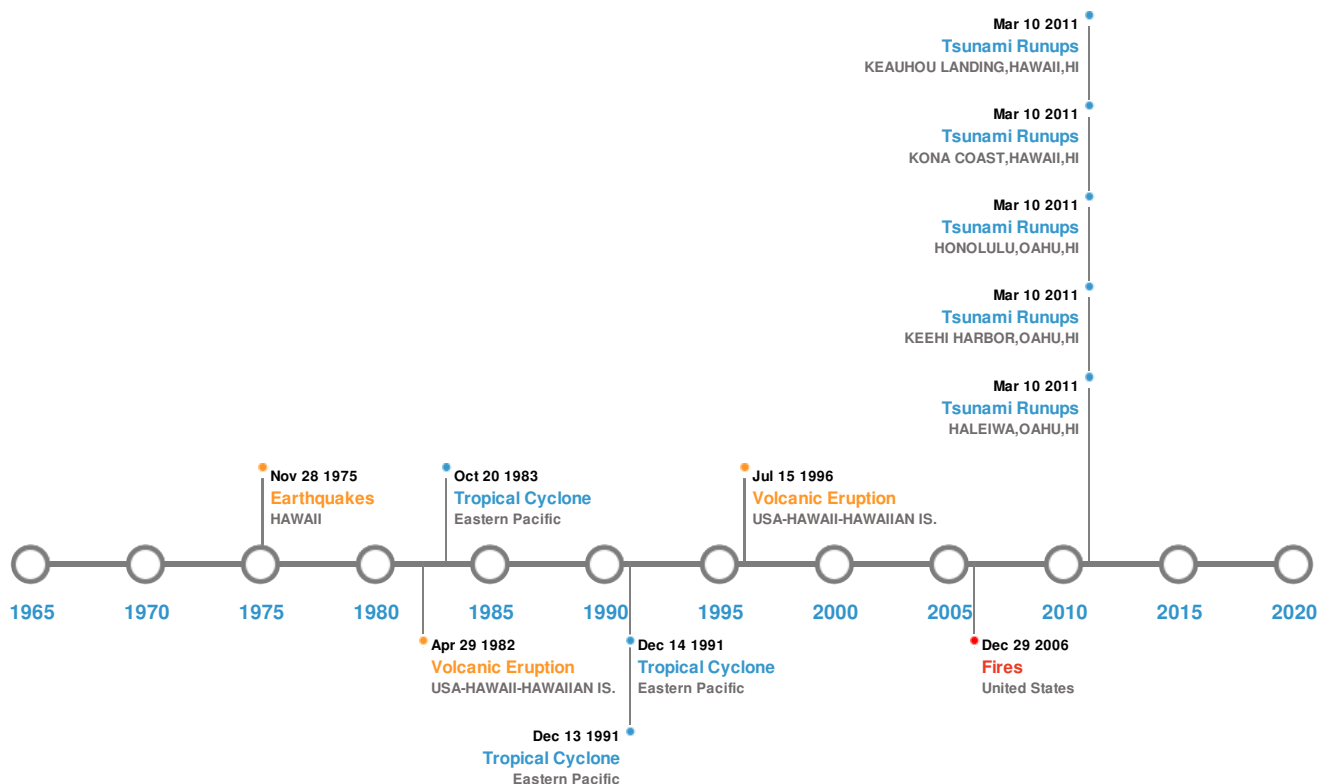 Mar 10 2011
Tsunami Runups
KEAUHOU LANDING,HAWAII,HI
Mar 10 2011
Tsunami Runups
KONA COAST,HAWAII,HI
Mar 10 2011
Tsunami Runups
HONOLULU,OAHU,HI
Mar 10 2011
Tsunami Runups
KEEHI HARBOR,OAHU,HI
Mar 10 2011
Tsunami Runups
HALEIWA,OAHU,HI
Nov 28 1975
Earthquakes
HAWAII
Oct 20 1983
Tropical Cyclone
Eastern Pacific
Jul 15 1996
Volcanic Eruption
USA-HAWAII-HAWAIIAN IS.
1965 1970 1975 1980 1985 1990 1995 2000 2005 2010 2015 2020
Apr 29 1982
Volcanic Eruption
USA-HAWAII-HAWAIIAN IS.
Dec 14 1991
Tropical Cyclone
Eastern Pacific
Dec 29 2006
Fires
United States
Dec 13 1991
Tropical Cyclone
Eastern Pacific